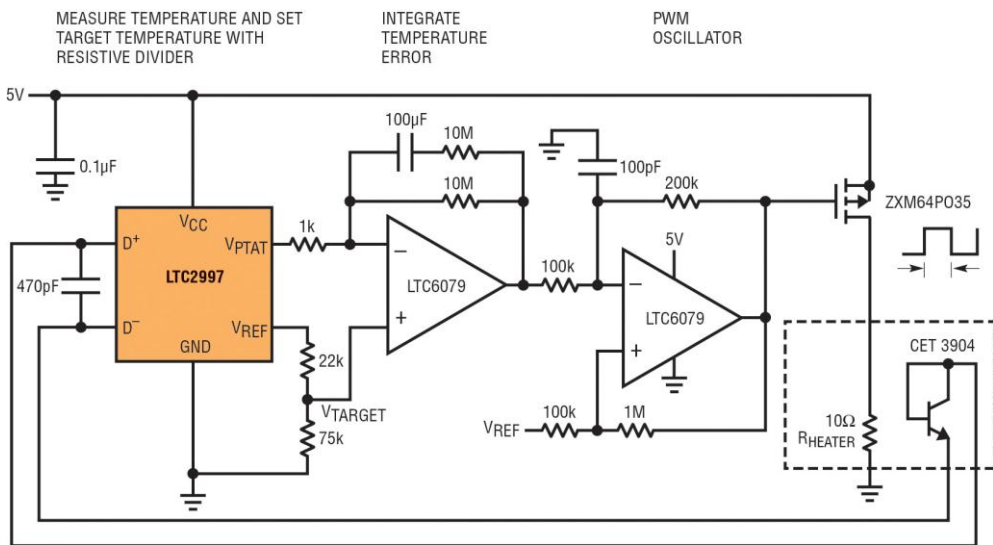 MEASURE TEMPERATURE AND SET
TARGET TEMPERATURE WITH
RESISTIVE DIVIDER
INTEGRATE
TEMPERATURE
ERROR
PWM
OSCILLATOR
5V
0.1µF
100µF
10M
10M
100pF
200k
ZXM64PO35
VCC
D+
VPTAT
1k
470pF
LTC2997
LTC6079
100k
5V
LTC6079
D−
VREF
GND
22k
VTARGET
75k
VREF
100k
1M
CET 3904
10Ω
RHEATER
−
+
−
+